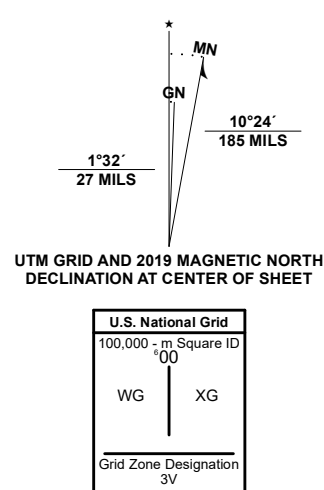 ★
MN
GN
10°24´
185 MILS
1°32´
27 MILS
UTM GRID AND 2019 MAGNETIC NORTH
DECLINATION AT CENTER OF SHEET
U.S. National Grid
100,000 - m Square ID
⁶00
WG XG
Grid Zone Designation
3V